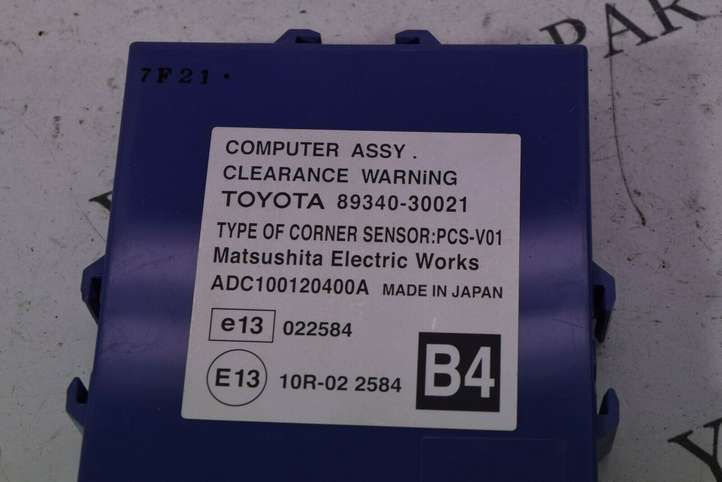 7F21.
COMPUTER ASSY.
CLEARANCE WARNiNG
TOYOTA 89340-30021
TYPE OF CORNER SENSOR:PCS-V01
Matsushita Electric Works
ADC100120400A MADE IN JAPAN
e13 022584
E13 10R-02 2584
B4